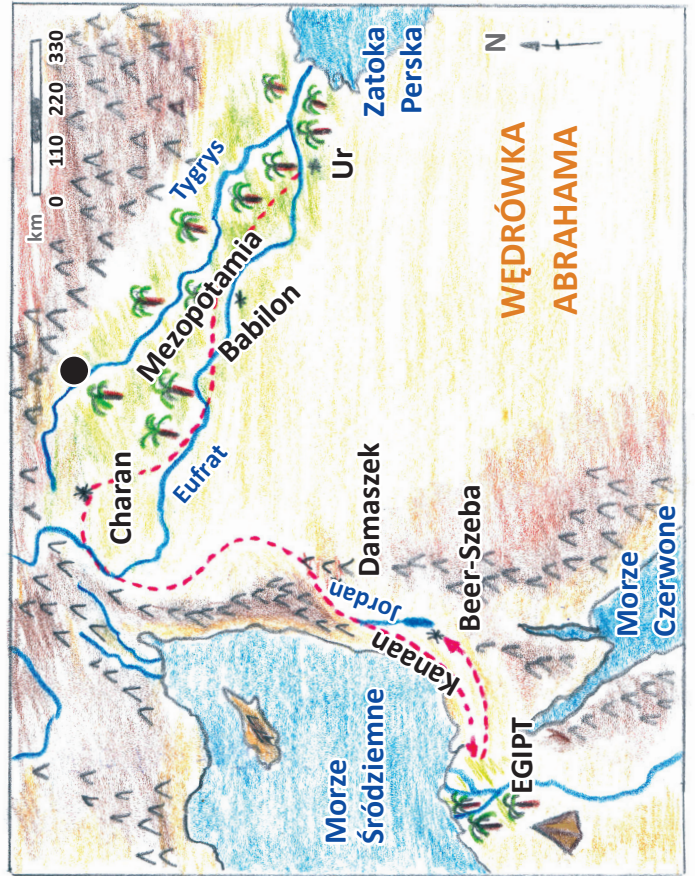 km
0 110 220 330
Tygrys
Mezopotamia
Babilon
Ur
Zatoka
Perska
N
Charan
Eufrat
Damaszek
Jordan
Kanaan
Beer-Szeba
Morze
Śródziemne
EGIPT
Morze
Czerwone
WĘDRÓWKA
ABRAHAMA